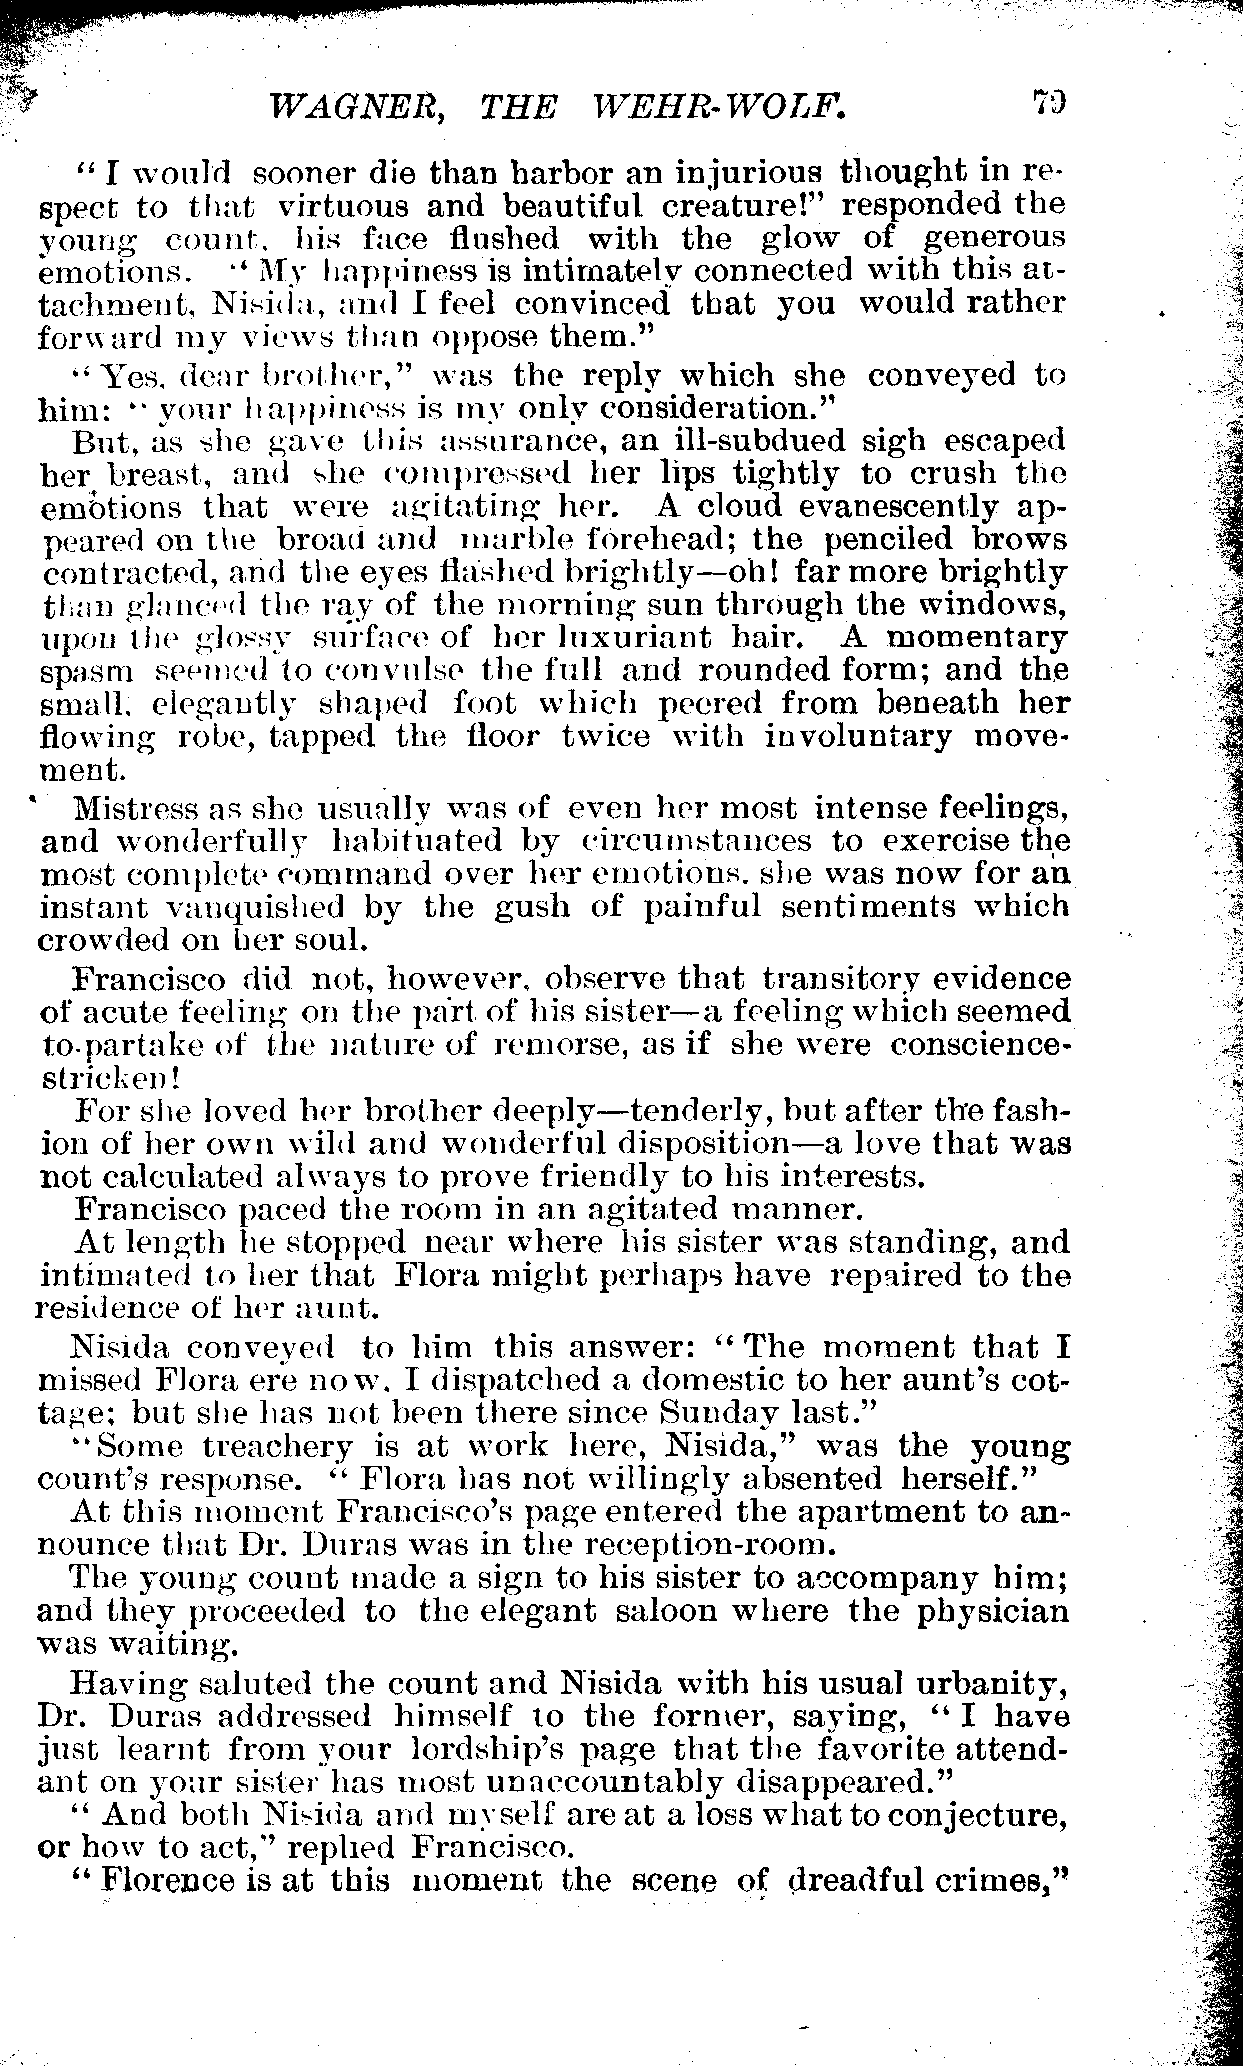 WAGNER, THE WEHR-WOLF. 79
"I would sooner die than harbor an injurious thought in re-
spect to that virtuous and beautiful creature!" responded the
young count, his face flushed with the glow of generous
emotions. "My happiness is intimately connected with this at-
tachment, Nisida, and I feel convinced that you would rather
forward my views than oppose them."
"Yes, dear brother," was the reply which she conveyed to
him: "your happiness is my only consideration."
But, as she gave this assurance, an ill-subdued sigh escaped
her breast, and she compressed her lips tightly to crush the
emotions that were agitating her. A cloud evanescently ap-
peared on the broad and marble forehead; the penciled brows
contracted, and the eyes flashed brightly—oh! far more brightly
than glanced the ray of the morning sun through the windows,
upon the glossy surface of her luxuriant hair. A momentary
spasm seemed to convulse the full and rounded form; and the
small, elegantly shaped foot which peered from beneath her
flowing robe, tapped the floor twice with involuntary move-
ment.
Mistress as she usually was of even her most intense feelings,
and wonderfully habituated by circumstances to exercise the
most complete command over her emotions, she was now for an
instant vanquished by the gush of painful sentiments which
crowded on her soul.
Francisco did not, however, observe that transitory evidence
of acute feeling on the part of his sister—a feeling which seemed
to partake of the nature of remorse, as if she were conscience-
stricken!
For she loved her brother deeply—tenderly, but after the fash-
ion of her own wild and wonderful disposition—a love that was
not calculated always to prove friendly to his interests.
Francisco paced the room in an agitated manner.
At length he stopped near where his sister was standing, and
intimated to her that Flora might perhaps have repaired to the
residence of her aunt.
Nisida conveyed to him this answer: "The moment that I
missed Flora ere now, I dispatched a domestic to her aunt's cot-
tage; but she has not been there since Sunday last."
"Some treachery is at work here, Nisida," was the young
count's response. "Flora has not willingly absented herself."
At this moment Francisco's page entered the apartment to an-
nounce that Dr. Duras was in the reception-room.
The young count made a sign to his sister to accompany him;
and they proceeded to the elegant saloon where the physician
was waiting.
Having saluted the count and Nisida with his usual urbanity,
Dr. Duras addressed himself to the former, saying, "I have
just learnt from your lordship's page that the favorite attend-
ant on your sister has most unaccountably disappeared."
"And both Nisida and myself are at a loss what to conjecture,
or how to act," replied Francisco.
"Florence is at this moment the scene of dreadful crimes,"